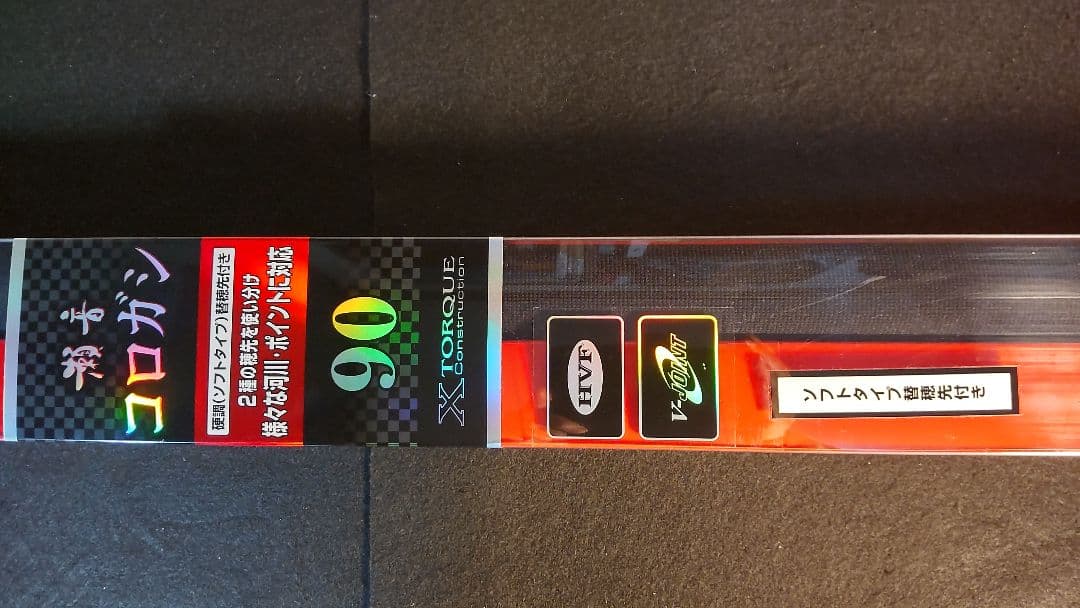 瀬音
コロガシ
硬調(ソフトタイプ)替穂先付き
2種の穂先を使い分け
様々な河川・ポイントに対応
90
X TORQUE
Construction
HVF
V-JOINT
ソフトタイプ替穂先付き